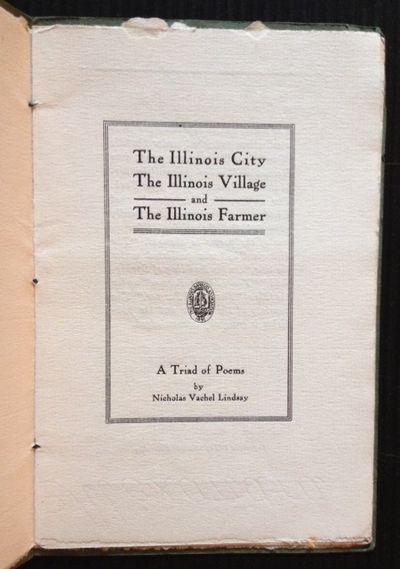 The Illinois City
The Illinois Village
and
The Illinois Farmer
A Triad of Poems
by
Nicholas Vachel Lindsay